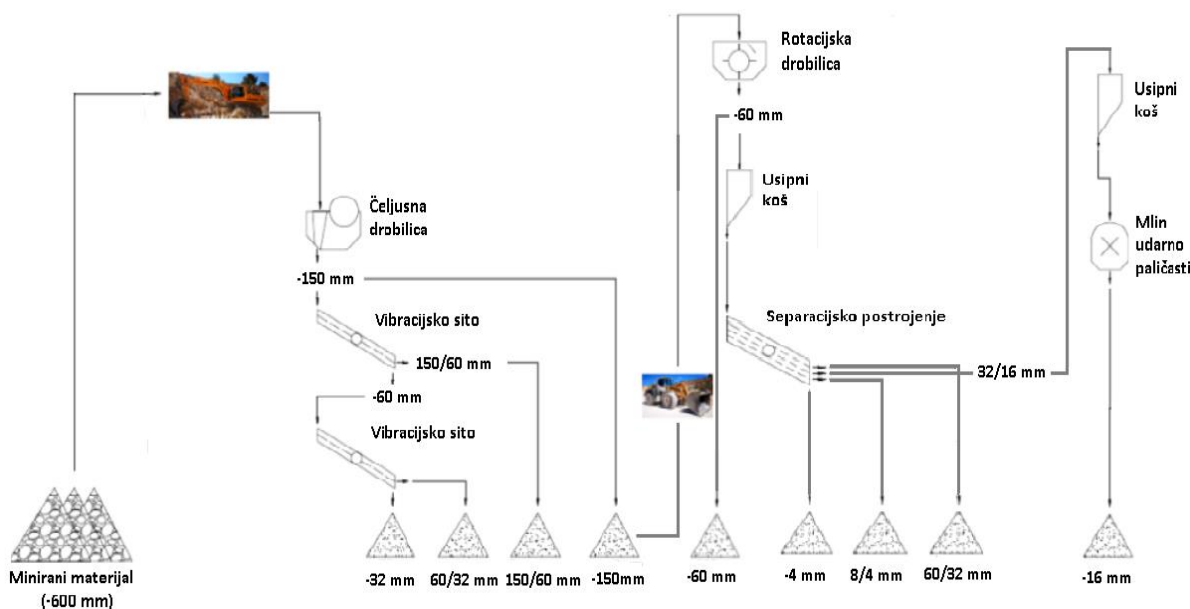 Rotacijska
drobilica
Usipni
koš
-60 mm
Usipni
koš
Čeljusna
drobilica
Mlin
udarno
paličasti
-150 mm
Vibracijsko sito
Separacijsko postrojenje
150/60 mm
32/16 mm
-60 mm
Vibracijsko sito
Minirani materijal
(-600 mm)
-32 mm
60/32 mm
150/60 mm
-150mm
-60 mm
-4 mm
8/4 mm
60/32 mm
-16 mm